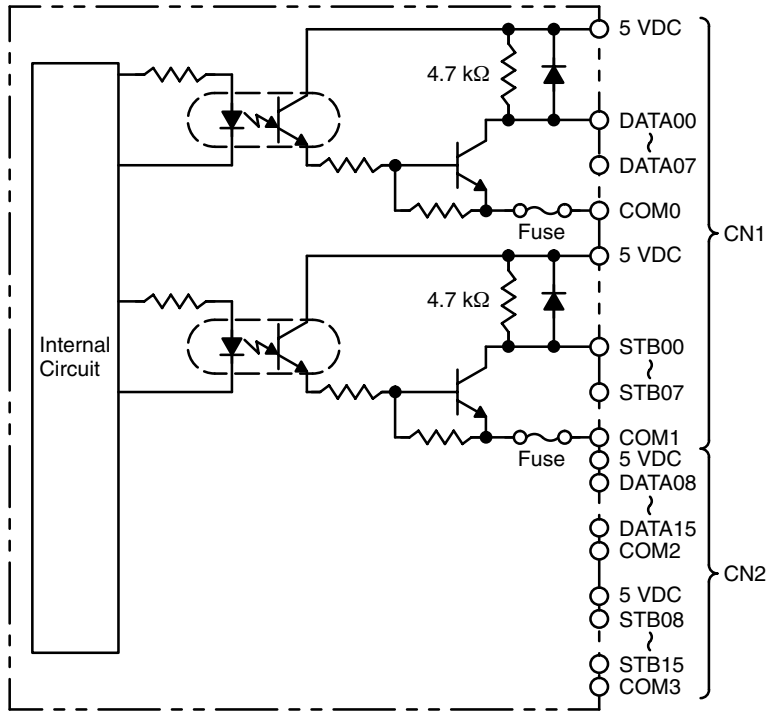 5 VDC
4.7 kΩ
DATA00
~
DATA07
COM0
Fuse
CN1
5 VDC
4.7 kΩ
Internal
Circuit
STB00
~
STB07
COM1
Fuse
5 VDC
DATA08
~
DATA15
COM2
CN2
5 VDC
STB08
~
STB15
COM3